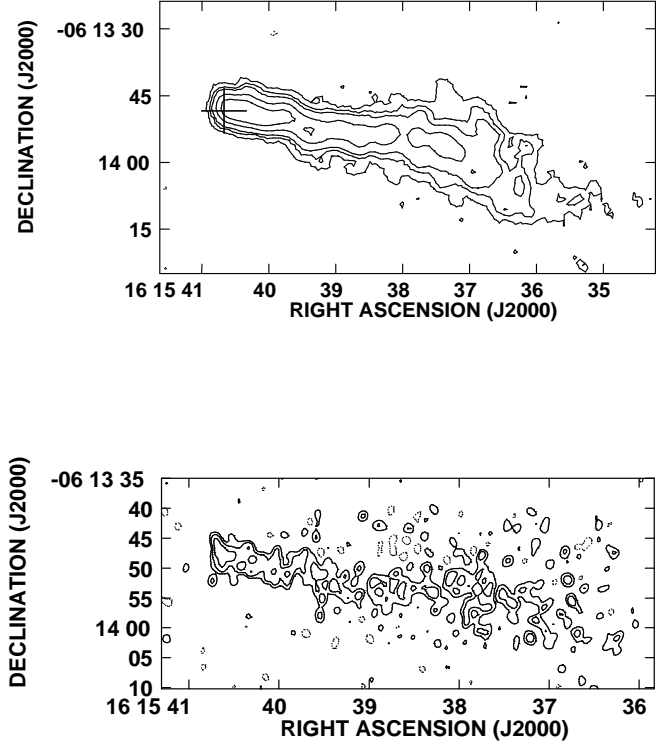 -06 13 30
45
14 00
15
DECLINATION (J2000)
16 15 41 40 39 38 37 36 35
RIGHT ASCENSION (J2000)
-06 13 35
40
45
50
55
14 00
05
10
DECLINATION (J2000)
16 15 41 40 39 38 37 36
RIGHT ASCENSION (J2000)